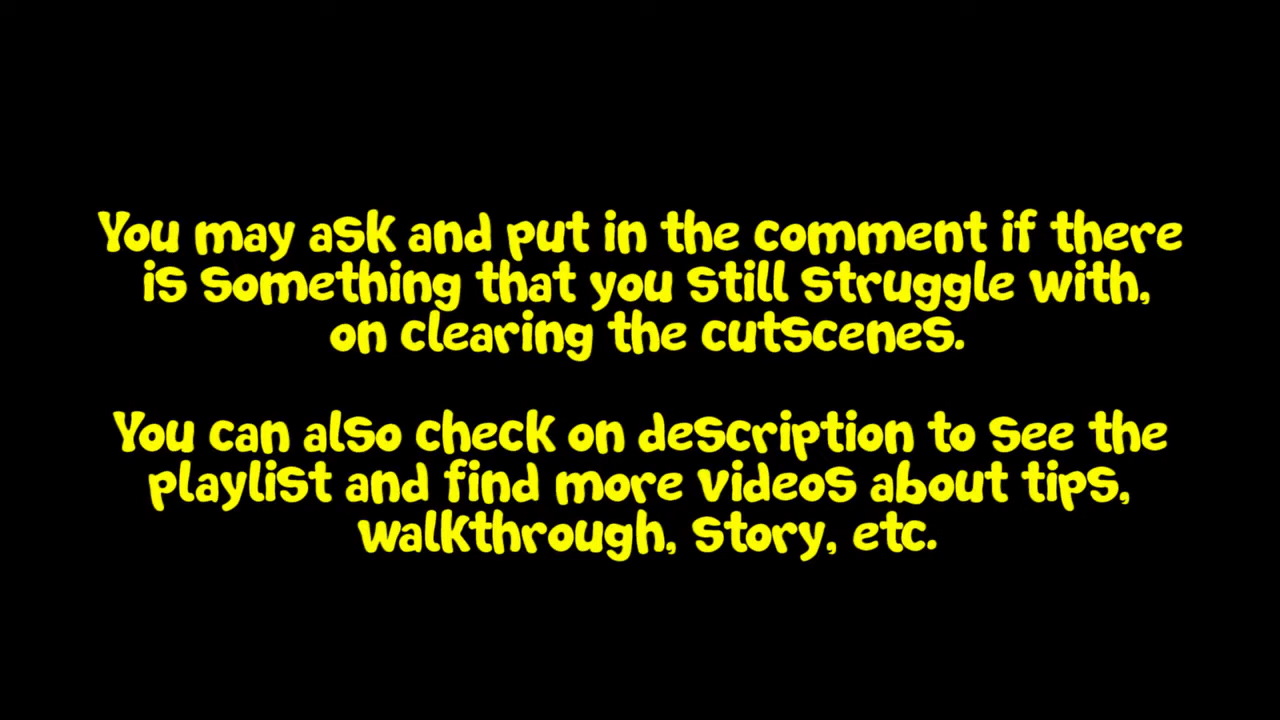 You may ask and put in the comment if there
is something that you still struggle with,
on clearing the cutscenes.
You can also check on description to see the
playlist and find more videos about tips,
walkthrough, story, etc.